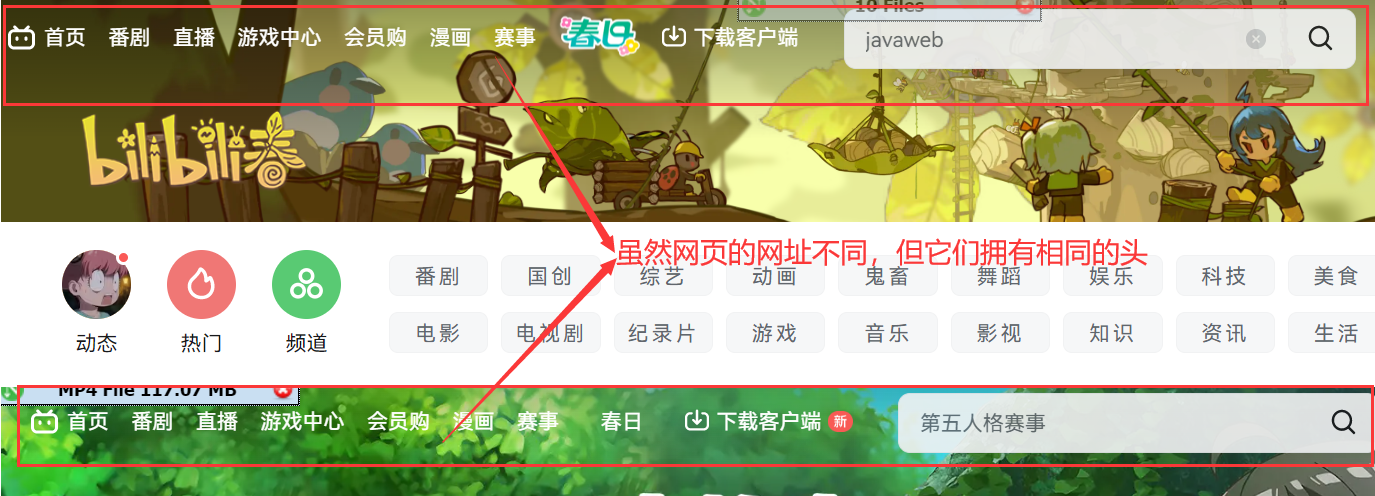 10 Files
首页 番剧 直播 游戏中心 会员购 漫画 赛事 春日 下载客户端 javaweb
bilibili春
虽然网页的网址不同，但它们拥有相同的头
番剧 国创 综艺 动画 鬼畜 舞蹈 娱乐 科技 美食
动态 热门 频道
电影 电视剧 纪录片 游戏 音乐 影视 知识 资讯 生活
MP4 File 117.07 MB
首页 番剧 直播 游戏中心 会员购 漫画 赛事 春日 下载客户端 新 第五人格赛事